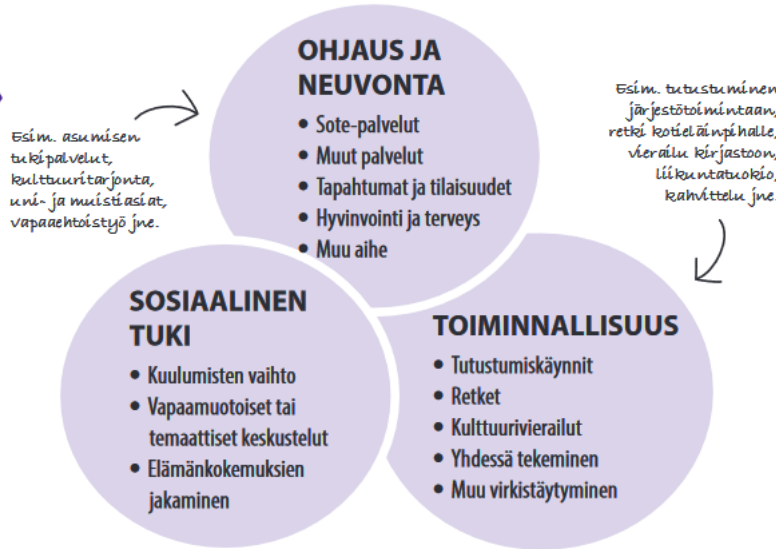 OHJAUS JA
NEUVONTA
• Sote-palvelut
• Muut palvelut
• Tapahtumat ja tilaisuudet
• Hyvinvointi ja terveys
• Muu aihe
Esim. asumisen
tukipalvelut,
kulttuuritarjonta,
uni- ja muistiasiat,
vapaaehtoistyö jne.
Esim. tutustuminen
järjestötoimintaan,
retki kotieläinpihalle,
vierailu kirjastoon,
liikuntatuokio,
kahvittelu jne.
SOSIAALINEN
TUKI
• Kuulumisten vaihto
• Vapaamuotoiset tai
temaattiset keskustelut
• Elämänkokemuksien
jakaminen
TOIMINNALLISUUS
• Tutustumiskäynnit
• Retket
• Kulttuurivierailut
• Yhdessä tekeminen
• Muu virkistäytyminen